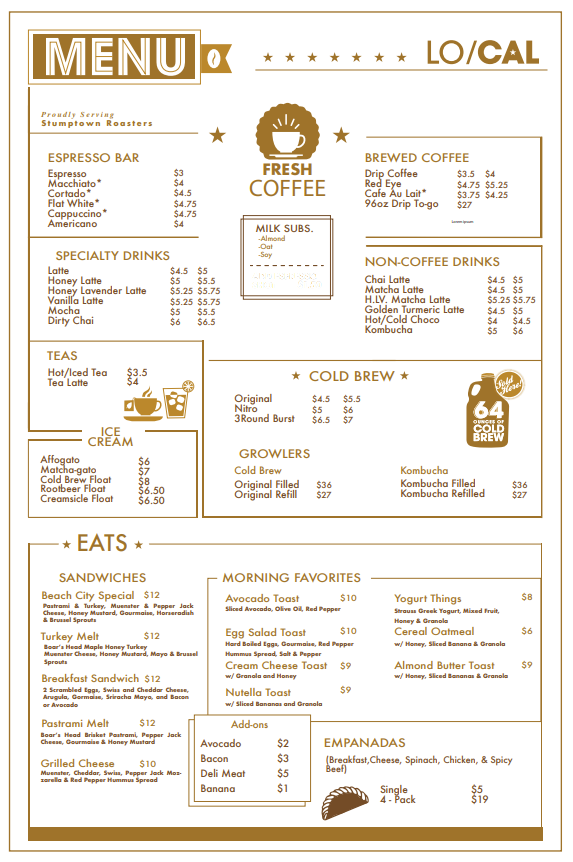 MENU
LO/CAL
Proudly Serving
Stumptown Roasters
FRESH
COFFEE
ESPRESSO BAR
Espresso $3
Macchiato* $4
Cortado* $4.5
Flat White* $4.75
Cappuccino* $4.75
Americano $4
MILK SUBS.
-Almond
-Oat
-Soy
BREWED COFFEE
Drip Coffee $3.5 $4
Red Eye $4.75 $5.25
Cafe Au Lait* $3.75 $4.25
96oz Drip To-go $27
Lorem ipsum
SPECIALTY DRINKS
Latte $4.5 $5
Honey Latte $5 $5.5
Honey Lavender Latte $5.25 $5.75
Vanilla Latte $5.25 $5.75
Mocha $5 $5.5
Dirty Chai $6 $6.5
NON-COFFEE DRINKS
Chai Latte $4.5 $5
Matcha Latte $4.5 $5
H.I.V. Matcha Latte $5.25 $5.75
Golden Turmeric Latte $4.5 $5
Hot/Cold Choco $4 $4.5
Kombucha $5 $6
TEAS
Hot/Iced Tea $3.5
Tea Latte $4
ICE
CREAM
Affogato $6
Matcha-gato $7
Cold Brew Float $8
Rootbeer Float $6.50
Creamsicle Float $6.50
COLD BREW
Original $4.5 $5.5
Nitro $5 $6
3Round Burst $6.5 $7
Sold
Here!
64
OUNCES OF
COLD
BREW
GROWLERS
Cold Brew
Original Filled $36
Original Refill $27
Kombucha
Kombucha Filled $36
Kombucha Refilled $27
EATS
SANDWICHES
Beach City Special $12
Pastrami & Turkey, Muenster & Pepper Jack
Cheese, Honey Mustard, Gourmaise, Horseradish
& Brussel Sprouts
Turkey Melt $12
Boar's Head Maple Honey Turkey
Muenster Cheese, Honey Mustard, Mayo & Brussel
Sprouts
Breakfast Sandwich $12
2 Scrambled Eggs, Swiss and Cheddar Cheese,
Arugula, Gormaise, Sriracha Mayo, and Bacon
or Avocado
Pastrami Melt $12
Boar's Head Brisket Pastrami, Pepper Jack
Cheese, Gourmaise & Honey Mustard
Grilled Cheese $10
Muenster, Cheddar, Swiss, Pepper Jack Moz-
zarella & Red Pepper Hummus Spread
MORNING FAVORITES
Avocado Toast $10
Sliced Avocado, Olive Oil, Red Pepper
Egg Salad Toast $10
Hard Boiled Eggs, Gourmaise, Red Pepper
Hummus Spread, Salt & Pepper
Cream Cheese Toast $9
w/ Granola and Honey
Nutella Toast $9
w/ Sliced Bananas and Granola
Yogurt Things $8
Strauss Greek Yogurt, Mixed Fruit,
Honey & Granola
Cereal Oatmeal $6
w/ Honey, Sliced Banana & Granola
Almond Butter Toast $9
w/ Honey, Sliced Bananas & Granola
Add-ons
Avocado $2
Bacon $3
Deli Meat $5
Banana $1
EMPANADAS
(Breakfast,Cheese, Spinach, Chicken, & Spicy
Beef)
Single $5
4 - Pack $19